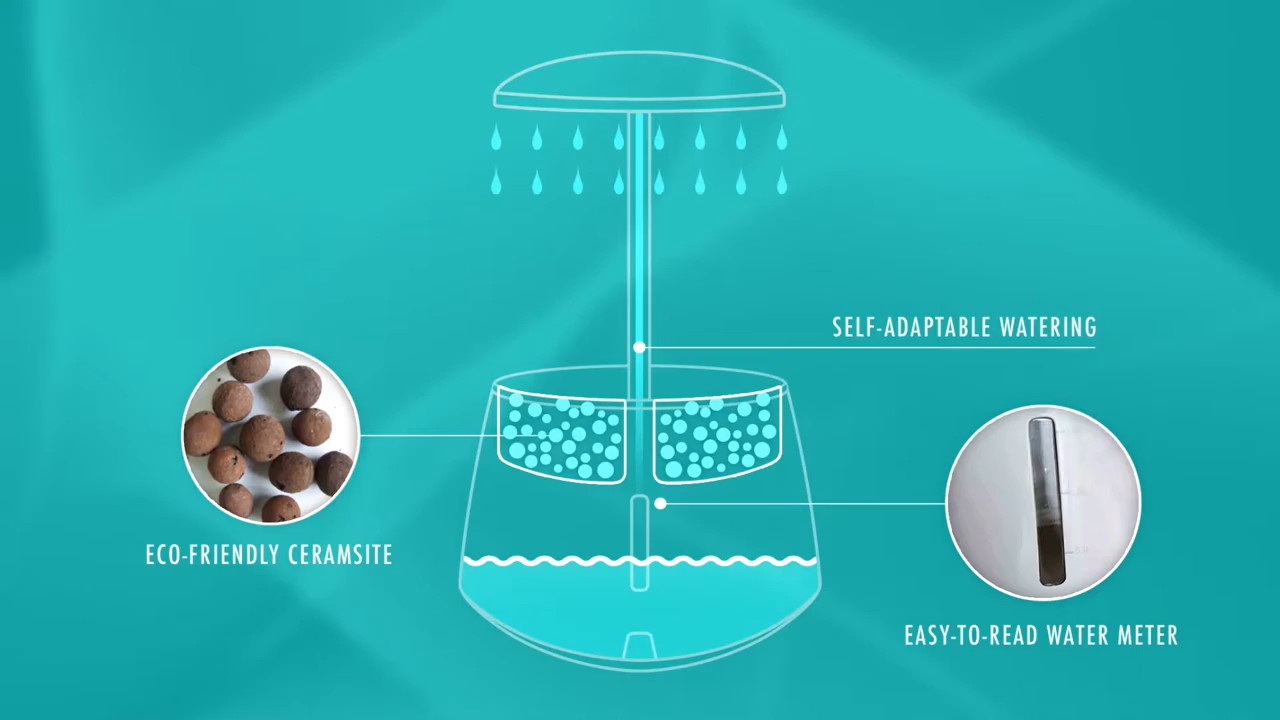 SELF-ADAPTABLE WATERING
ECO-FRIENDLY CERAMSITE
EASY-TO-READ WATER METER